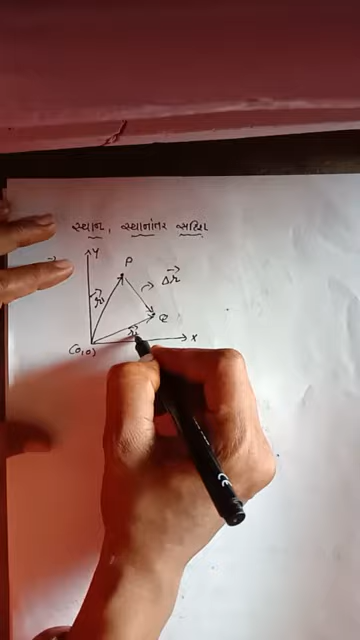 સ્થાન, સ્થાનાંતર સદિશ
Y
P
Δr⃗
r⃗
Q
r⃗
(0,0)
X